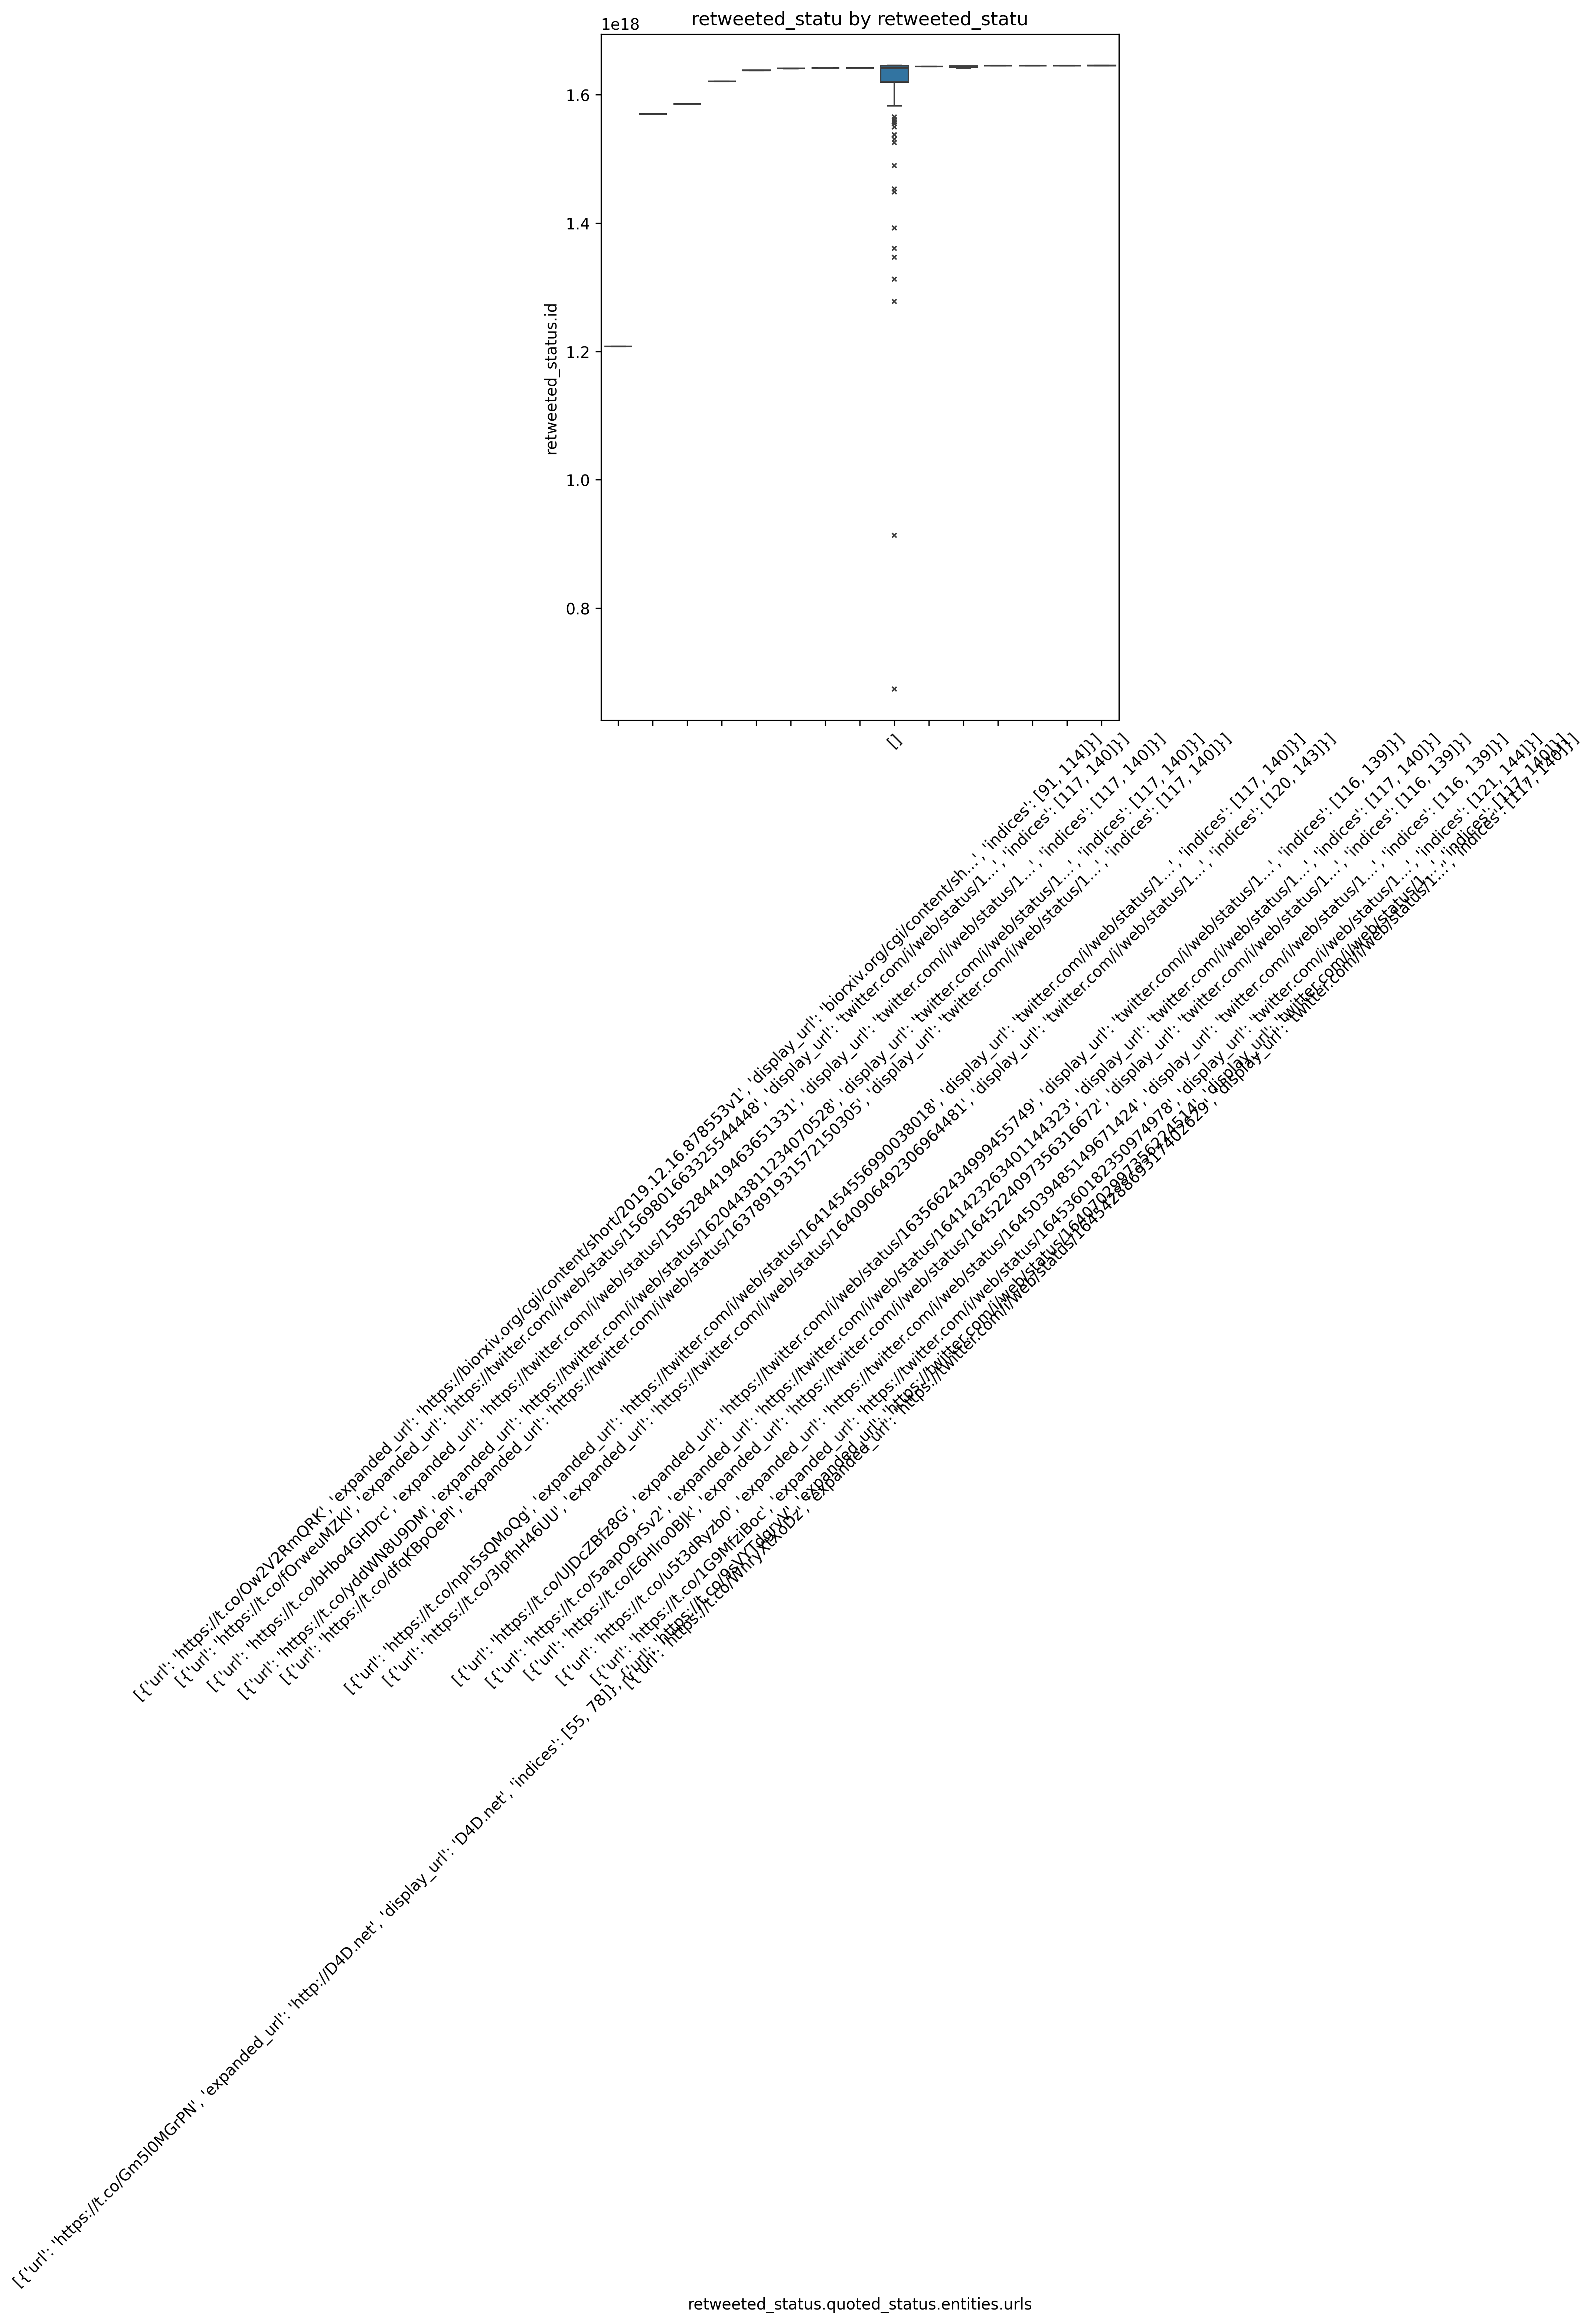 retweeted_statu by retweeted_statu
1e18
1.6
1.4
1.2
1.0
0.8
retweeted_status.id
[{'url': 'https://t.co/Ow2V2RmQRK', 'expanded_url': 'https://biorxiv.org/cgi/content/short/2019.12.16.878553v1', 'display_url': 'biorxiv.org/cgi/content/sh…', 'indices': [91, 114]}]
[{'url': 'https://t.co/fOrweuMZKl', 'expanded_url': 'https://twitter.com/i/web/status/1569801663325544448', 'display_url': 'twitter.com/i/web/status/1…', 'indices': [117, 140]}]
[{'url': 'https://t.co/bHbo4GHDrc', 'expanded_url': 'https://twitter.com/i/web/status/1585284419463651331', 'display_url': 'twitter.com/i/web/status/1…', 'indices': [117, 140]}]
[{'url': 'https://t.co/yddWN8U9DM', 'expanded_url': 'https://twitter.com/i/web/status/1620443811234070528', 'display_url': 'twitter.com/i/web/status/1…', 'indices': [117, 140]}]
[{'url': 'https://t.co/dfqKBpOePl', 'expanded_url': 'https://twitter.com/i/web/status/1637891931572150305', 'display_url': 'twitter.com/i/web/status/1…', 'indices': [117, 140]}]
[{'url': 'https://t.co/nph5sQMoQg', 'expanded_url': 'https://twitter.com/i/web/status/1641454556990038018', 'display_url': 'twitter.com/i/web/status/1…', 'indices': [117, 140]}]
[{'url': 'https://t.co/3lpfhH46UU', 'expanded_url': 'https://twitter.com/i/web/status/1640906492306964481', 'display_url': 'twitter.com/i/web/status/1…', 'indices': [120, 143]}]
[]
[{'url': 'https://t.co/UJDcZBfz8G', 'expanded_url': 'https://twitter.com/i/web/status/1635662434999455749', 'display_url': 'twitter.com/i/web/status/1…', 'indices': [116, 139]}]
[{'url': 'https://t.co/5aapO9rSv2', 'expanded_url': 'https://twitter.com/i/web/status/1641423263401144323', 'display_url': 'twitter.com/i/web/status/1…', 'indices': [117, 140]}]
[{'url': 'https://t.co/E6Hlro0BJk', 'expanded_url': 'https://twitter.com/i/web/status/1645224097356316672', 'display_url': 'twitter.com/i/web/status/1…', 'indices': [116, 139]}]
[{'url': 'https://t.co/u5t3dRyzb0', 'expanded_url': 'https://twitter.com/i/web/status/1645039485149671424', 'display_url': 'twitter.com/i/web/status/1…', 'indices': [116, 139]}]
[{'url': 'https://t.co/1G9MfziBoc', 'expanded_url': 'https://twitter.com/i/web/status/1645360182350974978', 'display_url': 'twitter.com/i/web/status/1…', 'indices': [121, 144]}]
[{'url': 'https://t.co/Gm5l0MGrPN', 'expanded_url': 'http://D4D.net', 'display_url': 'D4D.net', 'indices': [55, 78]}, {'url': 'expanded_url': 'display_url': 'twitter.com/i/web/status/1…', 'indices': [117, 140]}]
[{'url': 'expanded_url': 'https://twitter.com/i/web/status/1645428869317402629', 'display_url': 'twitter.com/i/web/status/1…', 'indices': [117, 140]}]
retweeted_status.quoted_status.entities.urls